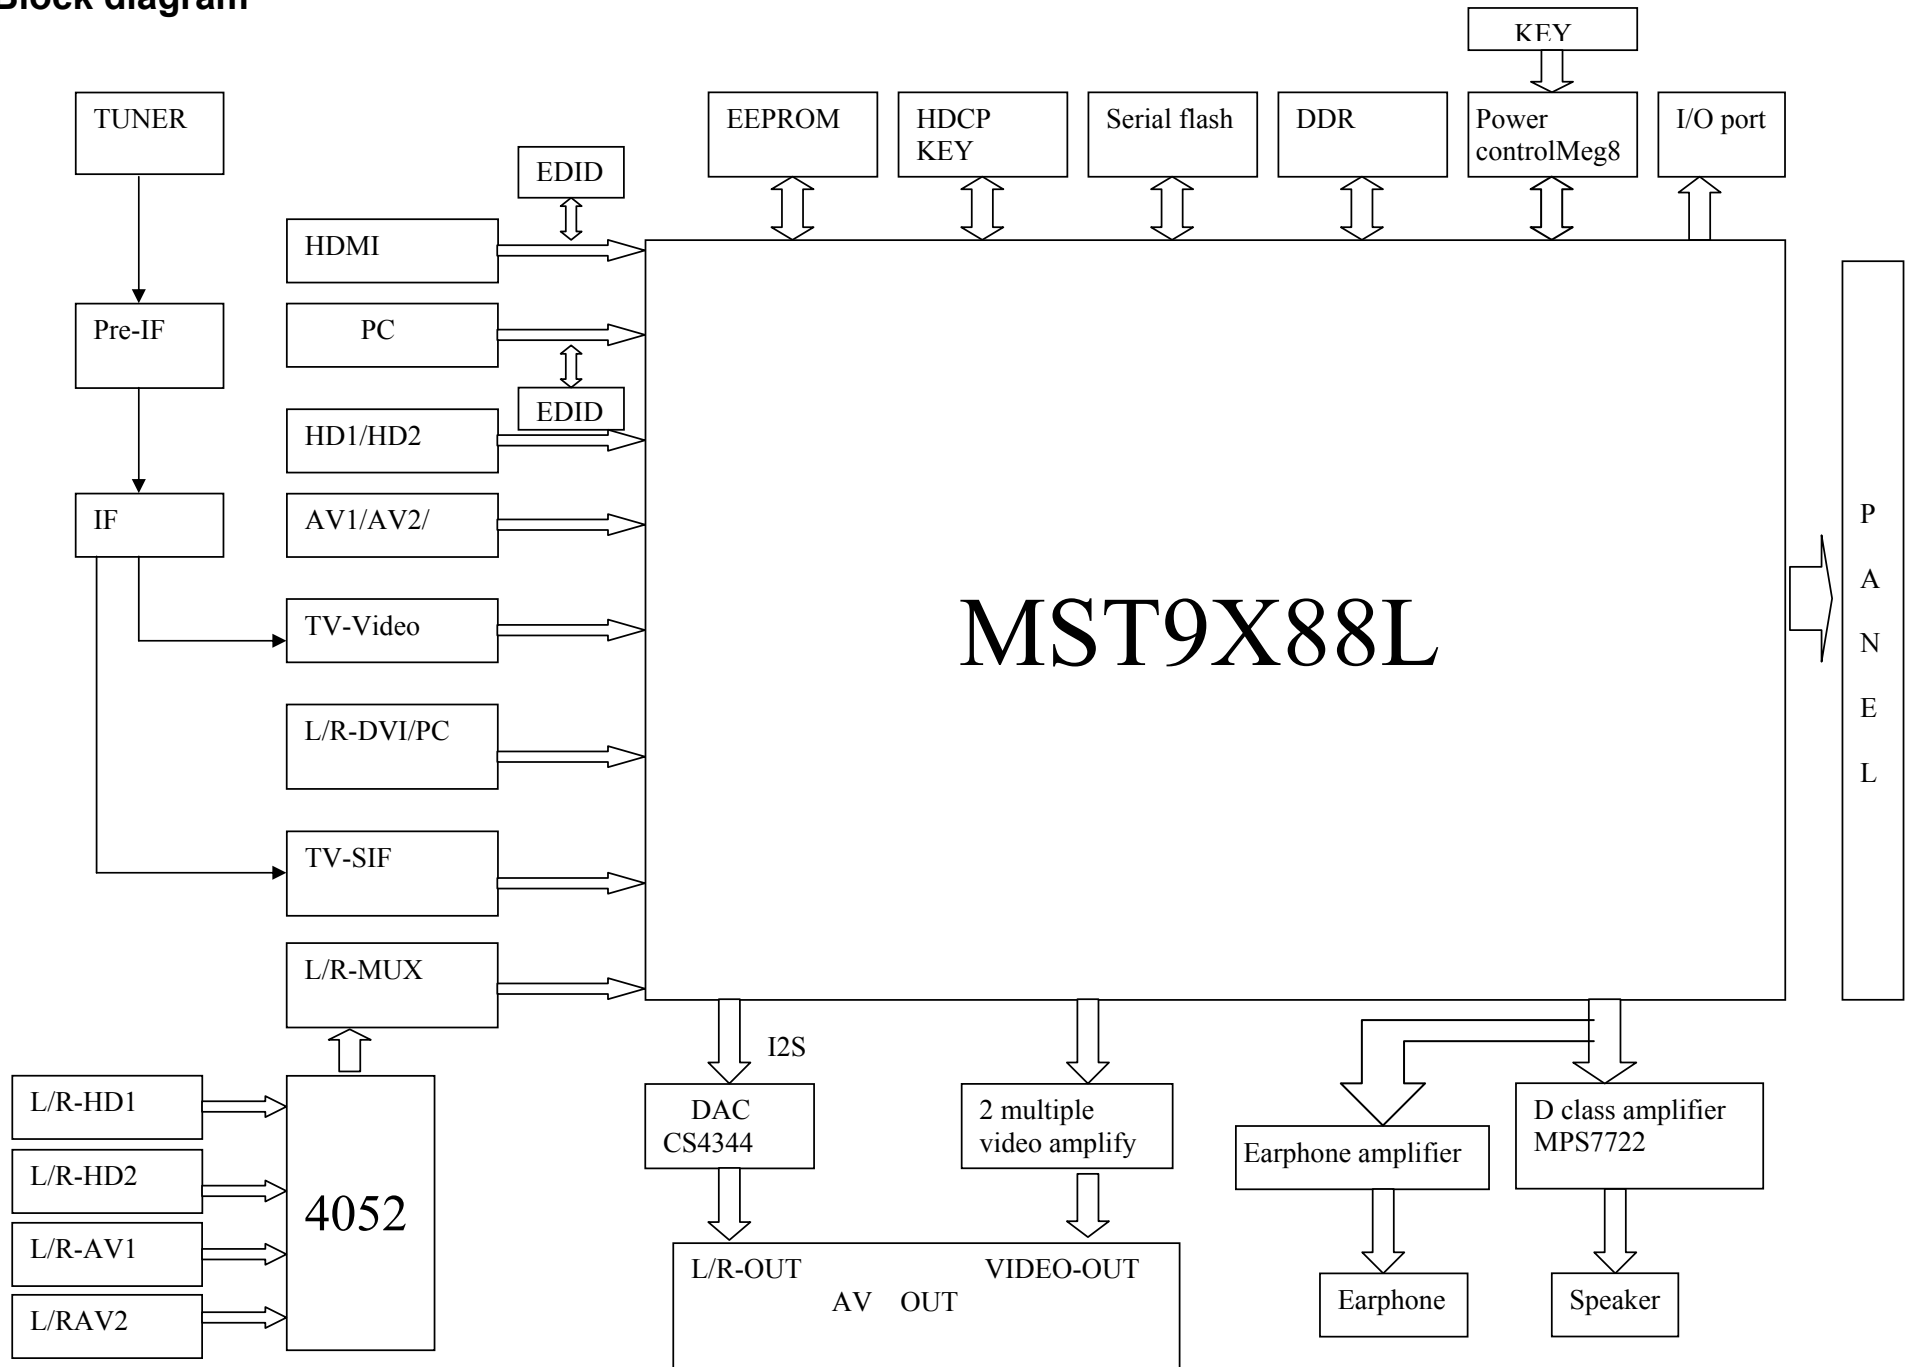 Block diagram
KEY
TUNER
EEPROM
HDCP
KEY
Serial flash
DDR
Power
controlMeg8
I/O port
EDID
HDMI
Pre-IF
PC
EDID
HD1/HD2
IF
AV1/AV2/
TV-Video
MST9X88L
P
A
N
E
L
L/R-DVI/PC
TV-SIF
L/R-MUX
I2S
L/R-HD1
L/R-HD2
L/R-AV1
L/RAV2
4052
DAC
CS4344
2 multiple
video amplify
Earphone amplifier
D class amplifier
MPS7722
L/R-OUT
VIDEO-OUT
AV OUT
Earphone
Speaker